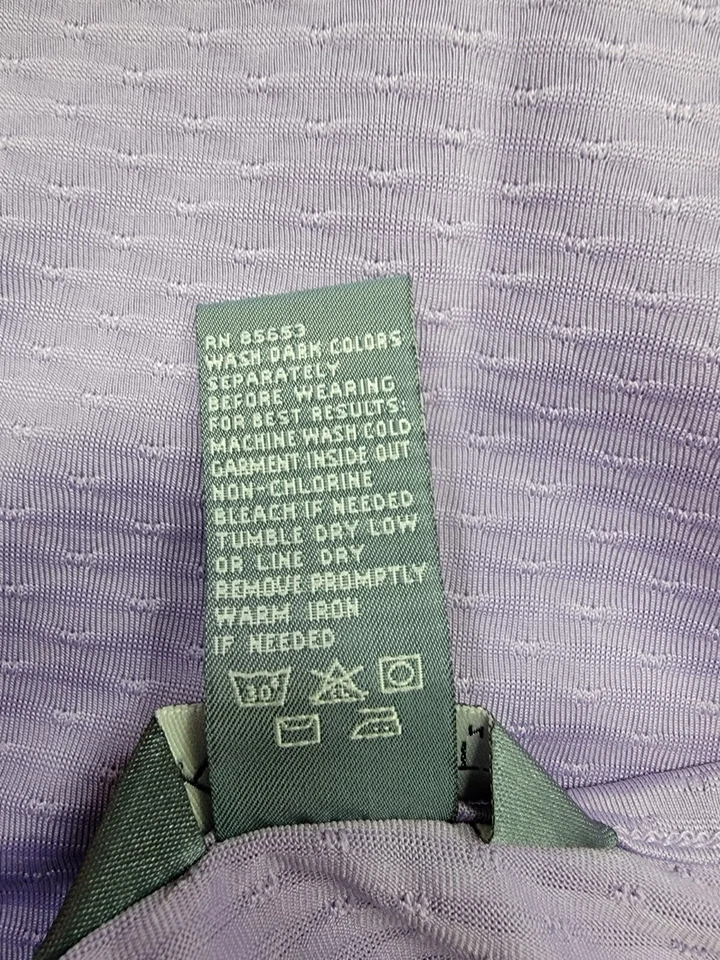 RN 85653
WASH DARK COLORS
SEPARATELY
BEFORE WEARING
FOR BEST RESULTS:
MACHINE WASH COLD
GARMENT INSIDE OUT
NON-CHLORINE
BLEACH IF NEEDED
TUMBLE DRY LOW
OR LINE DRY
REMOVE PROMPTLY
WARM IRON
IF NEEDED
30°